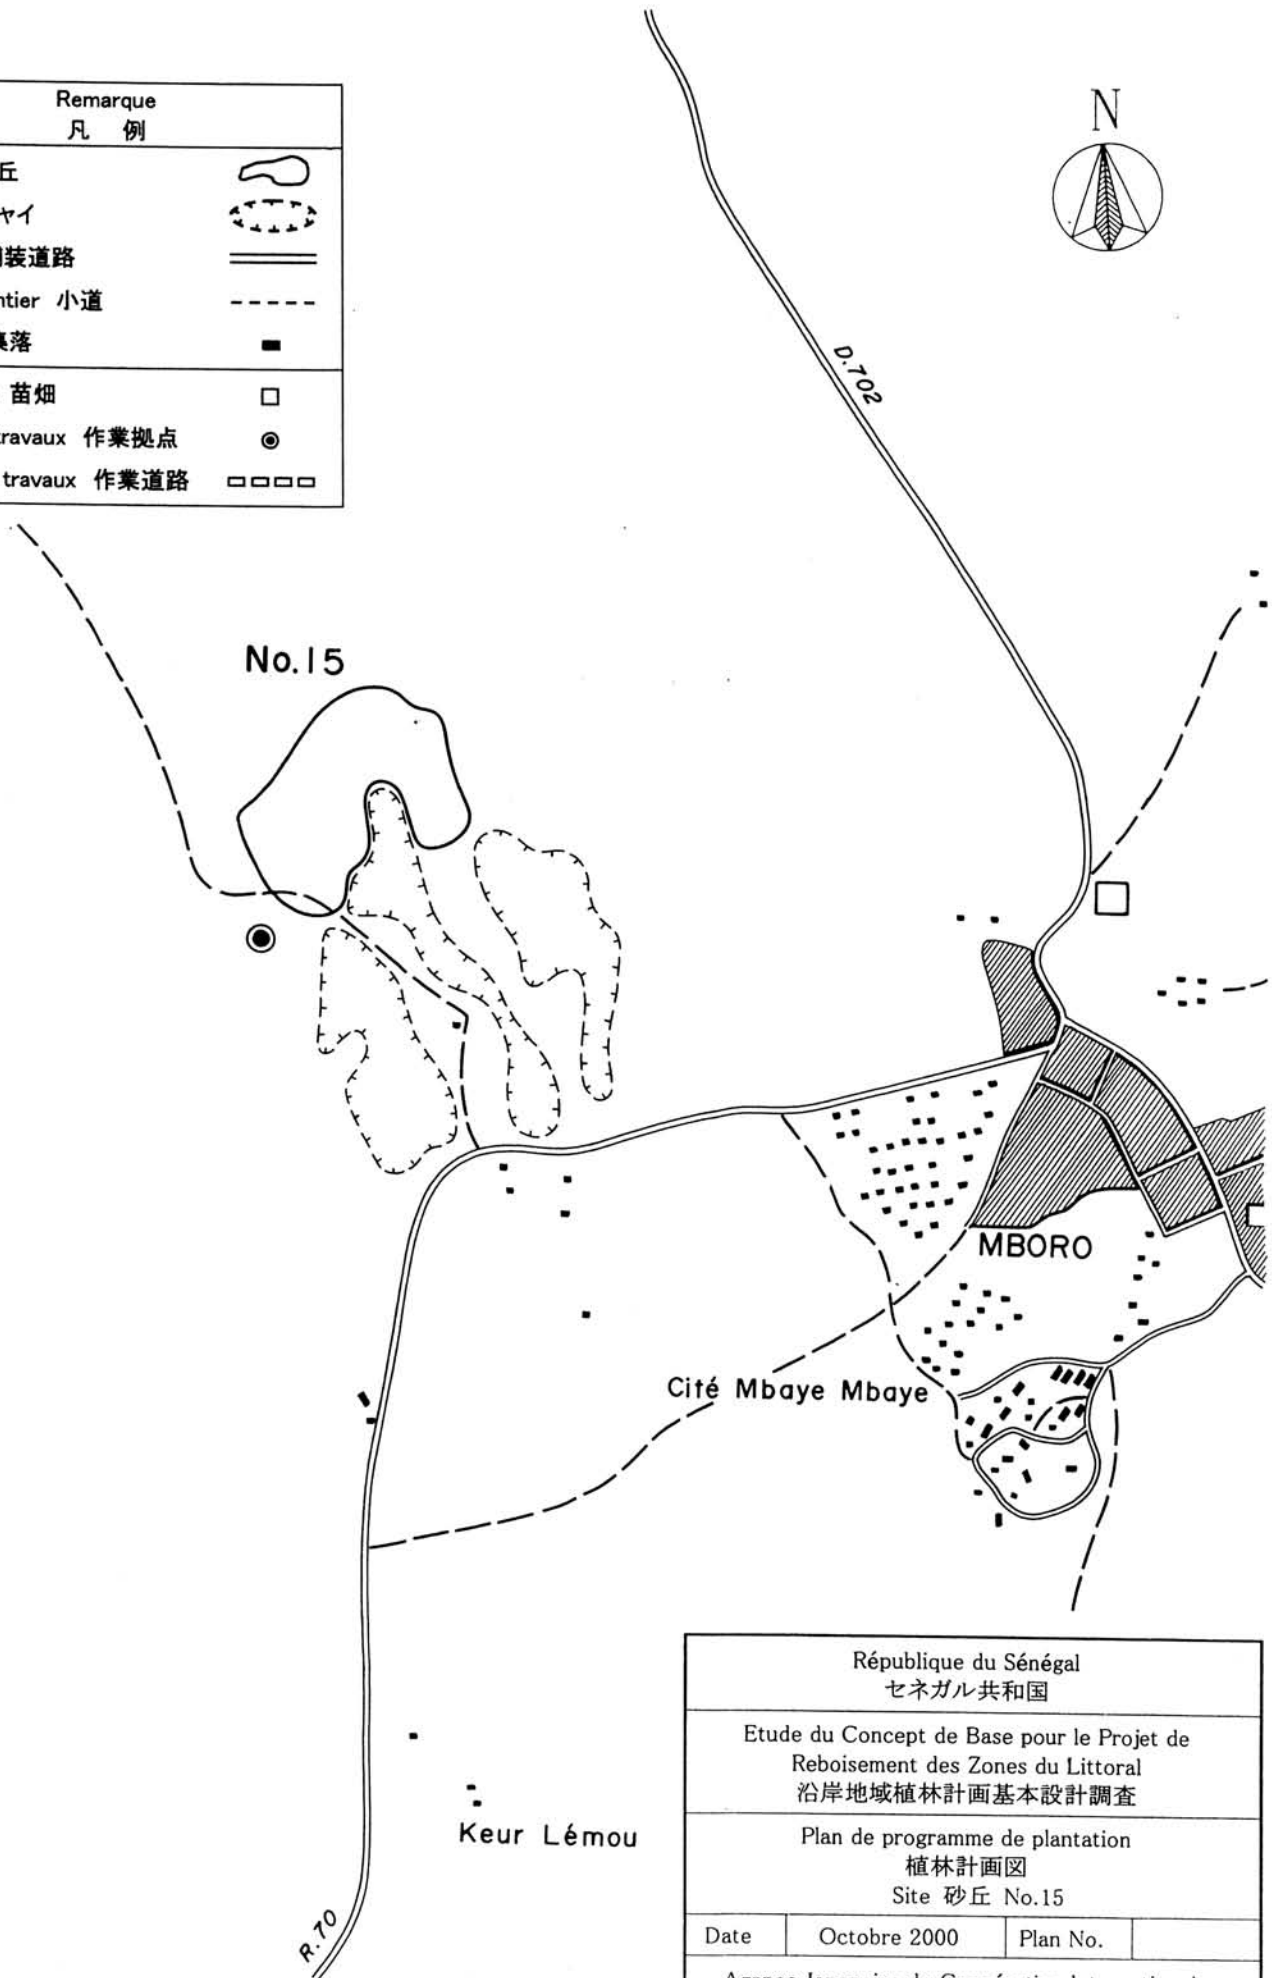 Remarque
凡 例
丘
ャイ
装道路
ntier 小道
落
苗畑
travaux 作業拠点
travaux 作業道路
N
D.702
No.15
MBORO
Cité Mbaye Mbaye
Keur Lémou
R.70
République du Sénégal
セネガル共和国
Etude du Concept de Base pour le Projet de
Reboisement des Zones du Littoral
沿岸地域植林計画基本設計調査
Plan de programme de plantation
植林計画図
Site 砂丘 No.15
Date Octobre 2000 Plan No.